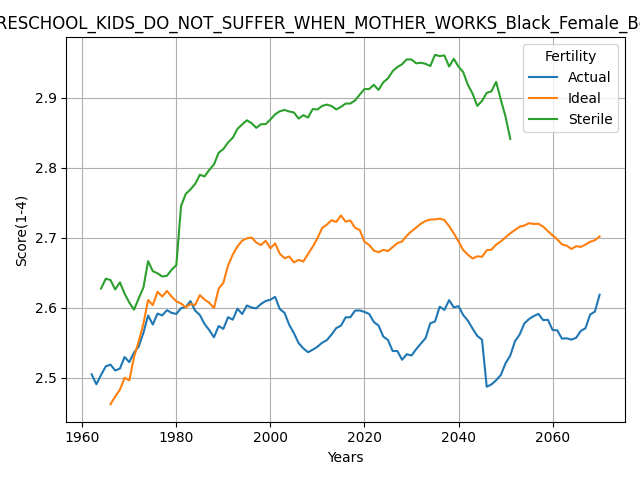 RESCHOOL_KIDS_DO_NOT_SUFFER_WHEN_MOTHER_WORKS_Black_Female_B
Fertility
Actual
Ideal
Sterile
Score(1-4)
2.9
2.8
2.7
2.6
2.5
1960 1980 2000 2020 2040 2060
Years